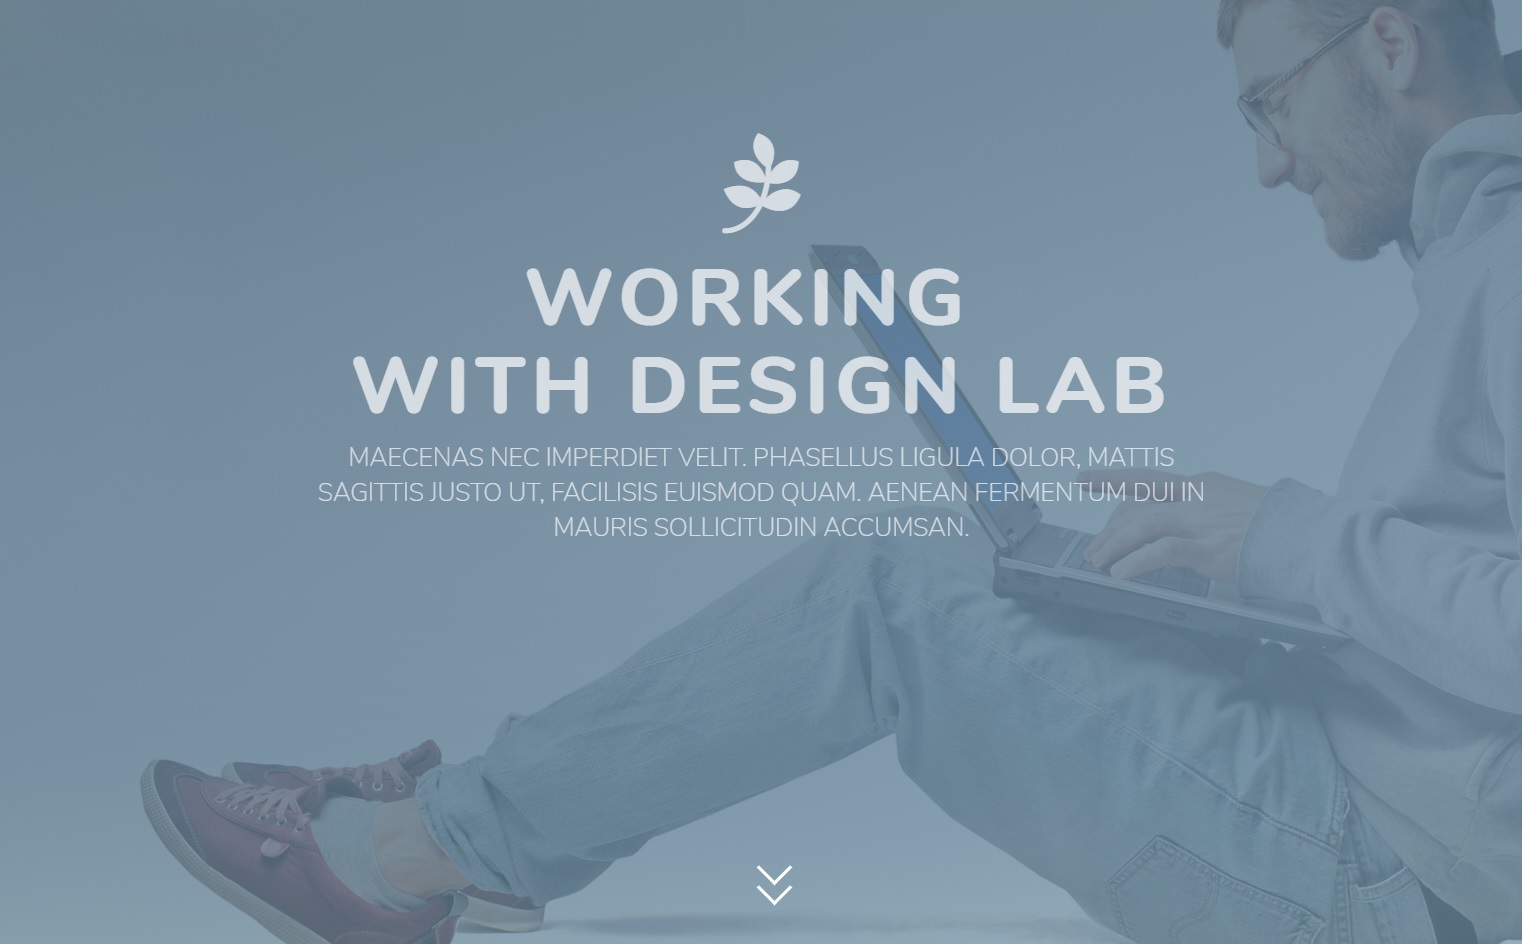 WORKING
WITH DESIGN LAB
MAECENAS NEC IMPERDIET VELIT. PHASELLUS LIGULA DOLOR, MATTIS
SAGITTIS JUSTO UT, FACILISIS EUISMOD QUAM. AENEAN FERMENTUM DUI IN
MAURIS SOLLICITUDIN ACCUMSAN.